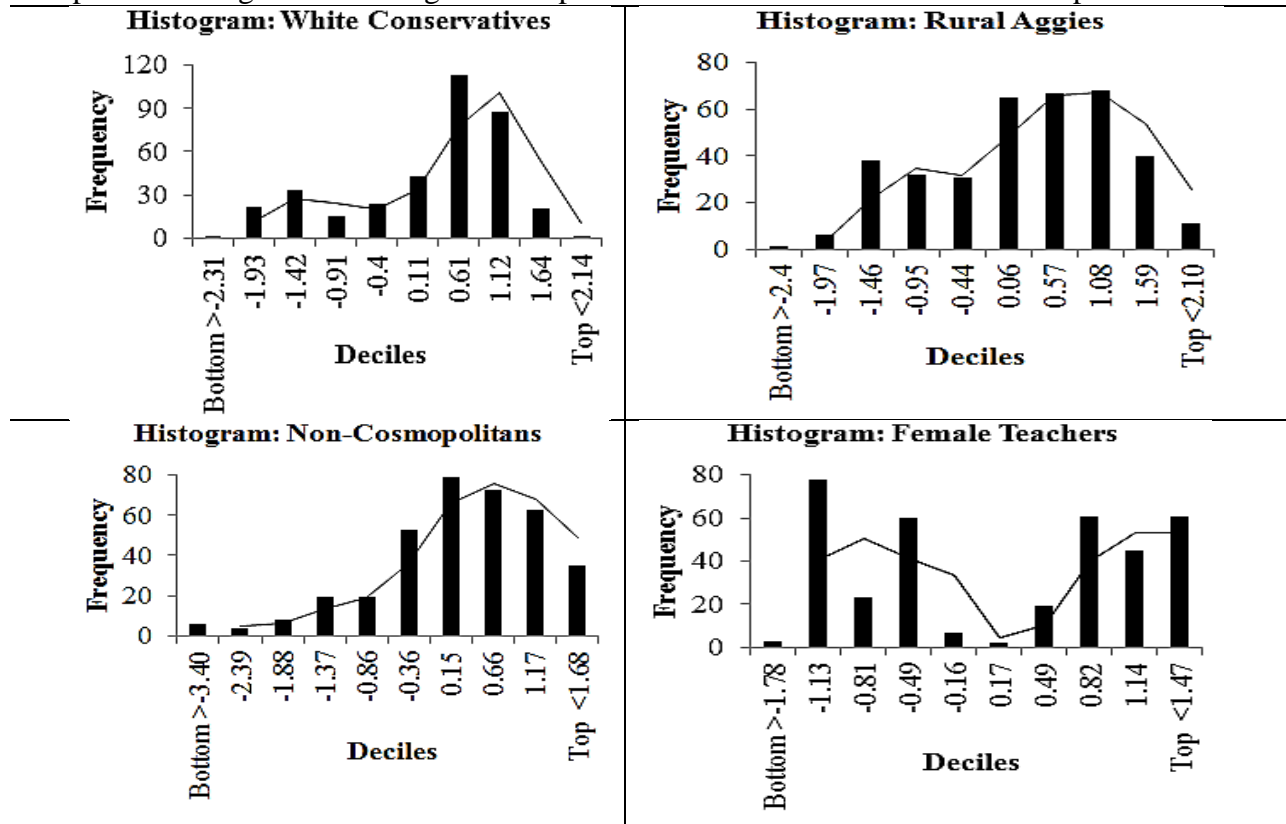 Histogram: White Conservatives
120
90
60
30
0
Frequency
Bottom >-2.31
-1.93
-1.42
-0.91
-0.4
0.11
0.61
1.12
1.64
Top <2.14
Deciles
Histogram: Rural Aggies
80
60
40
20
0
Frequency
Bottom >-2.4
-1.97
-1.46
-0.95
-0.44
0.06
0.57
1.08
1.59
Top <2.10
Deciles
Histogram: Non-Cosmopolitans
80
60
40
20
0
Frequency
Bottom >-3.40
-2.39
-1.88
-1.37
-0.86
-0.36
0.15
0.66
1.17
Top <1.68
Deciles
Histogram: Female Teachers
80
60
40
20
0
Frequency
Bottom >-1.78
-1.13
-0.81
-0.49
-0.16
0.17
0.49
0.82
1.14
Top <1.47
Deciles